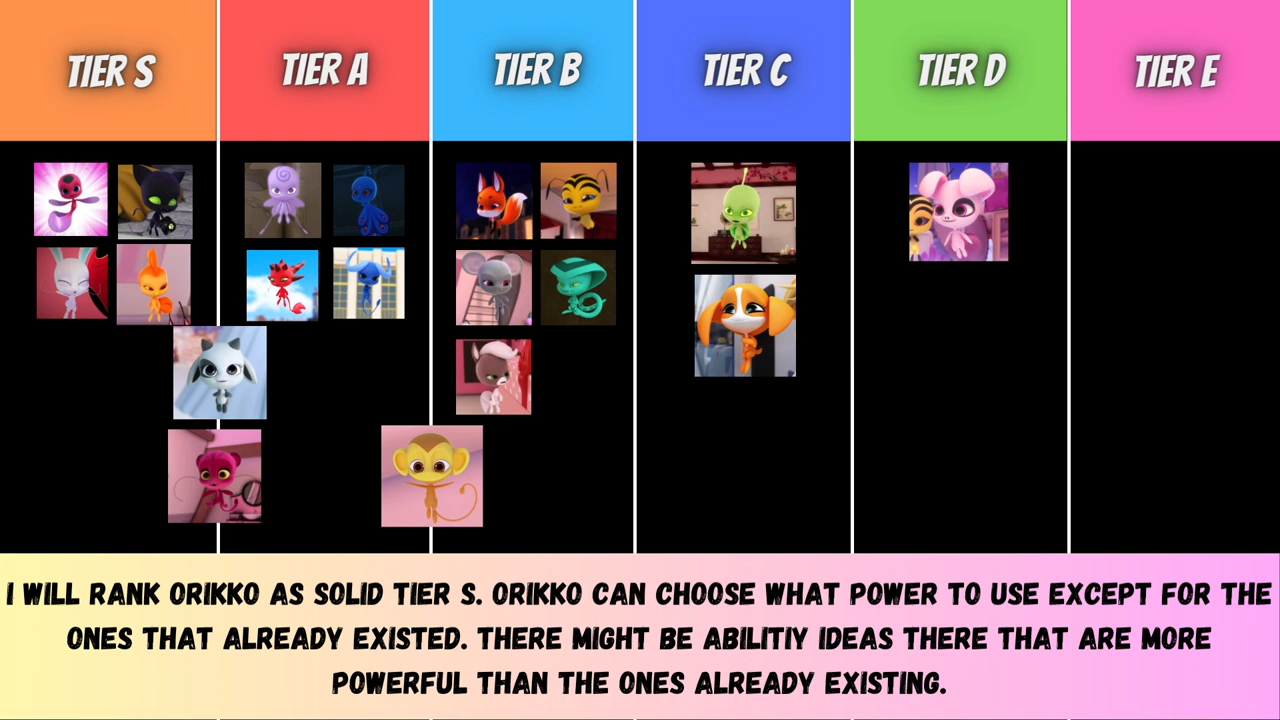 TIER S
TIER A
TIER B
TIER C
TIER D
TIER E
I WILL RANK ORIKKO AS SOLID TIER S. ORIKKO CAN CHOOSE WHAT POWER TO USE EXCEPT FOR THE
ONES THAT ALREADY EXISTED. THERE MIGHT BE ABILITIY IDEAS THERE THAT ARE MORE
POWERFUL THAN THE ONES ALREADY EXISTING.